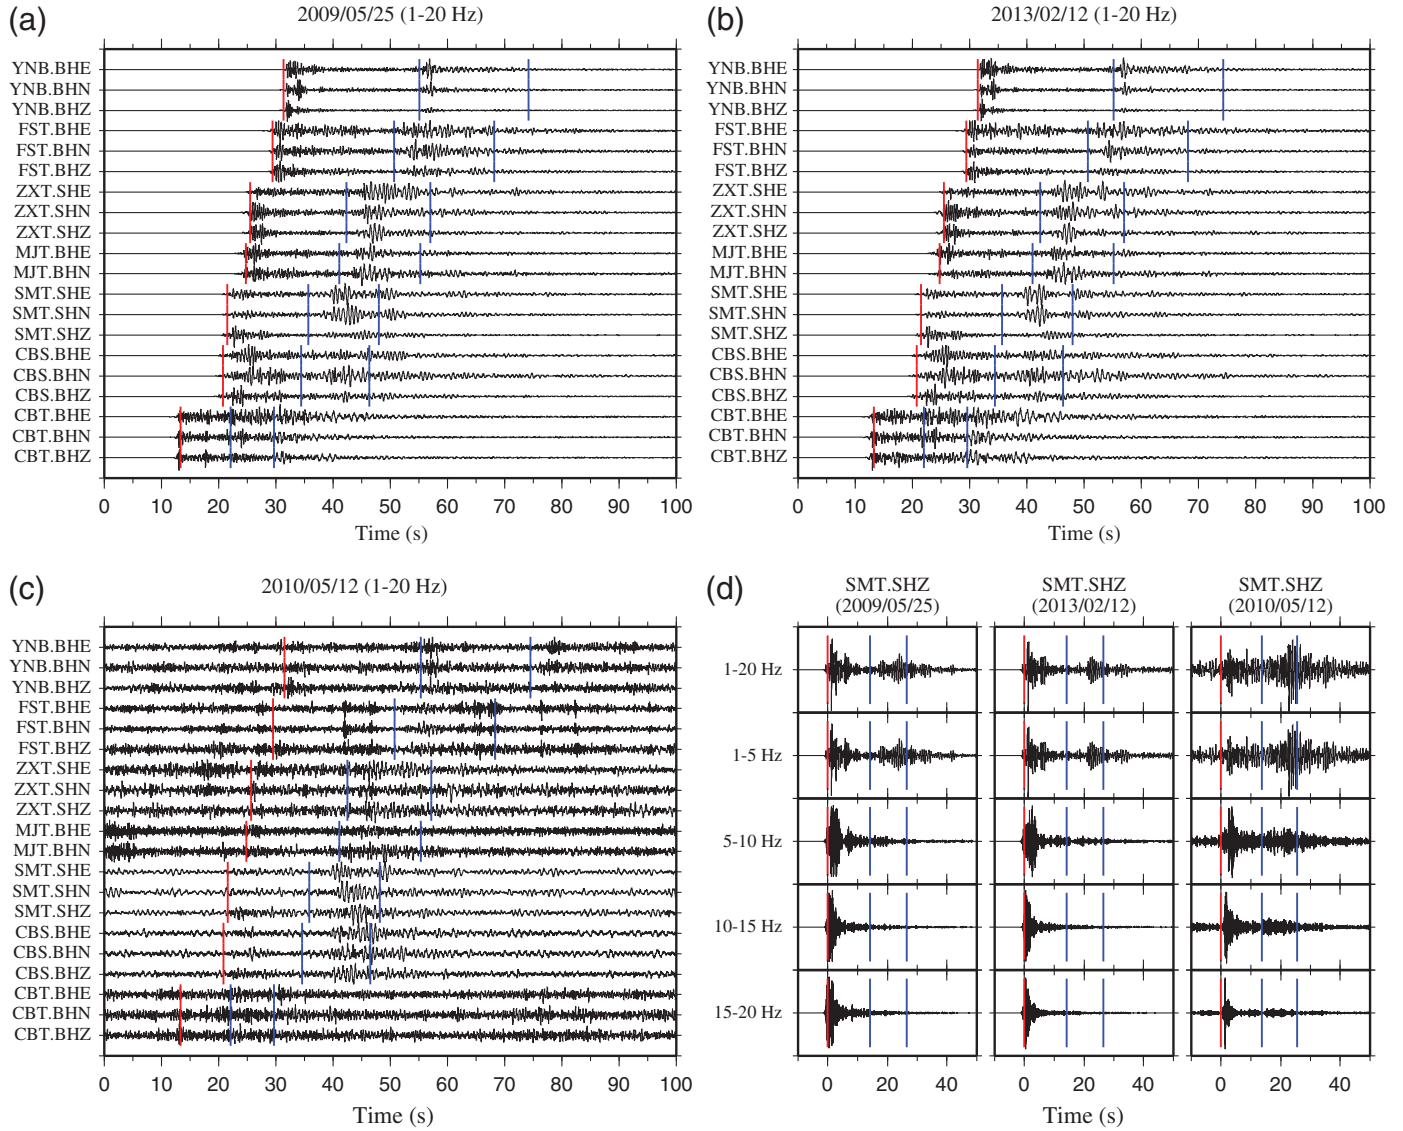 (a)
2009/05/25 (1-20 Hz)
YNB.BHE
YNB.BHN
YNB.BHZ
FST.BHE
FST.BHN
FST.BHZ
ZXT.SHE
ZXT.SHN
ZXT.SHZ
MJT.BHE
MJT.BHN
SMT.SHE
SMT.SHN
SMT.SHZ
CBS.BHE
CBS.BHN
CBS.BHZ
CBT.BHE
CBT.BHN
CBT.BHZ
0 10 20 30 40 50 60 70 80 90 100
Time (s)
(b)
2013/02/12 (1-20 Hz)
YNB.BHE
YNB.BHN
YNB.BHZ
FST.BHE
FST.BHN
FST.BHZ
ZXT.SHE
ZXT.SHN
ZXT.SHZ
MJT.BHE
MJT.BHN
SMT.SHE
SMT.SHN
SMT.SHZ
CBS.BHE
CBS.BHN
CBS.BHZ
CBT.BHE
CBT.BHN
CBT.BHZ
0 10 20 30 40 50 60 70 80 90 100
Time (s)
(c)
2010/05/12 (1-20 Hz)
YNB.BHE
YNB.BHN
YNB.BHZ
FST.BHE
FST.BHN
FST.BHZ
ZXT.SHE
ZXT.SHN
ZXT.SHZ
MJT.BHE
MJT.BHN
SMT.SHE
SMT.SHN
SMT.SHZ
CBS.BHE
CBS.BHN
CBS.BHZ
CBT.BHE
CBT.BHN
CBT.BHZ
0 10 20 30 40 50 60 70 80 90 100
Time (s)
(d)
SMT.SHZ SMT.SHZ SMT.SHZ
(2009/05/25) (2013/02/12) (2010/05/12)
1-20 Hz
1-5 Hz
5-10 Hz
10-15 Hz
15-20 Hz
0 20 40 0 20 40 0 20 40
Time (s)